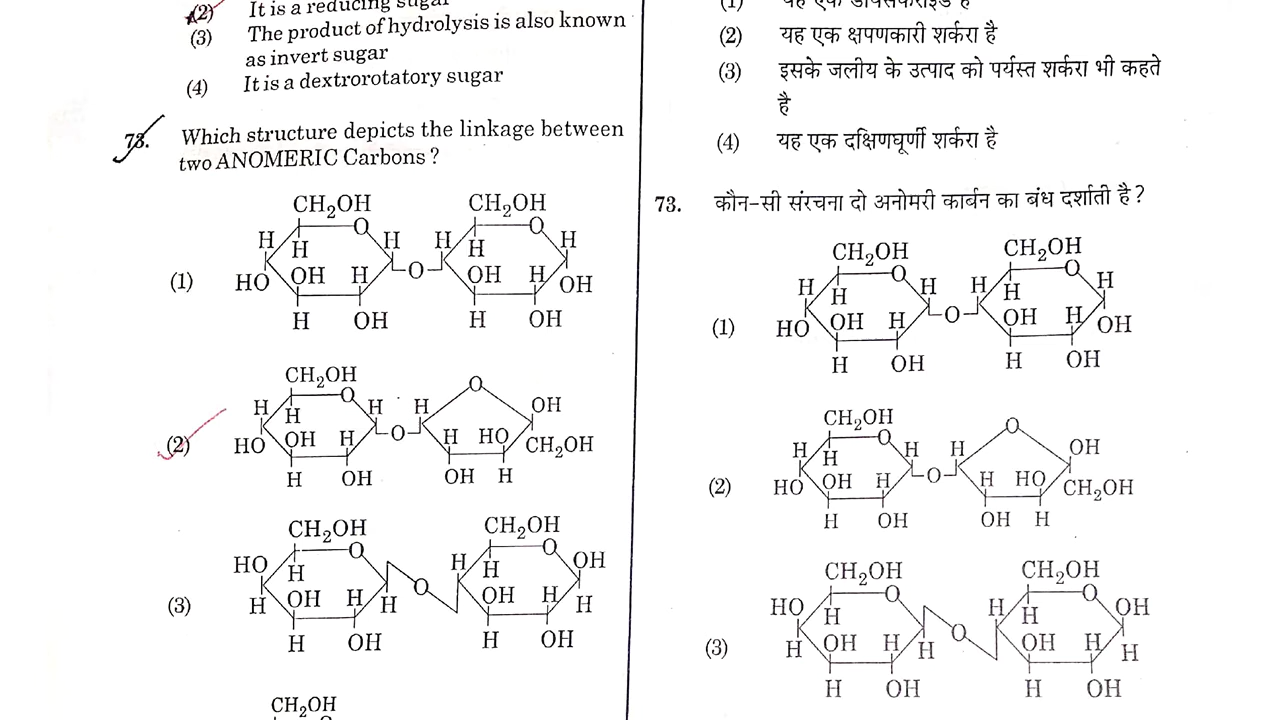 (2) It is a reducing sugar
(3) The product of hydrolysis is also known
as invert sugar
(4) It is a dextrorotatory sugar
73. Which structure depicts the linkage between
two ANOMERIC Carbons ?
(1)
CH₂OH CH₂OH
O O
H H H H
H H
HO OH H O OH H OH
H OH H OH
(2)
CH₂OH O
O
H H H OH
H
HO OH H O H HO CH₂OH
H OH OH H
(3)
CH₂OH CH₂OH
O O
HO H H OH
H
H OH H H O OH H H
H OH H OH
CH₂OH
(1) यह एक डाइसैकेराइड है
(2) यह एक क्षपणकारी शर्करा है
(3) इसके जलीय के उत्पाद को पर्यस्त शर्करा भी कहते
है
(4) यह एक दक्षिणघूर्णी शर्करा है
73. कौन-सी संरचना दो अनोमरी कार्बन का बंध दर्शाती है ?
(1)
CH₂OH CH₂OH
O O
H H H H
H H
HO OH H O OH H OH
H OH H OH
(2)
CH₂OH O
O
H H H OH
H
HO OH H O H HO CH₂OH
H OH OH H
(3)
CH₂OH CH₂OH
O O
HO H H OH
H
H OH H H O OH H H
H OH H OH